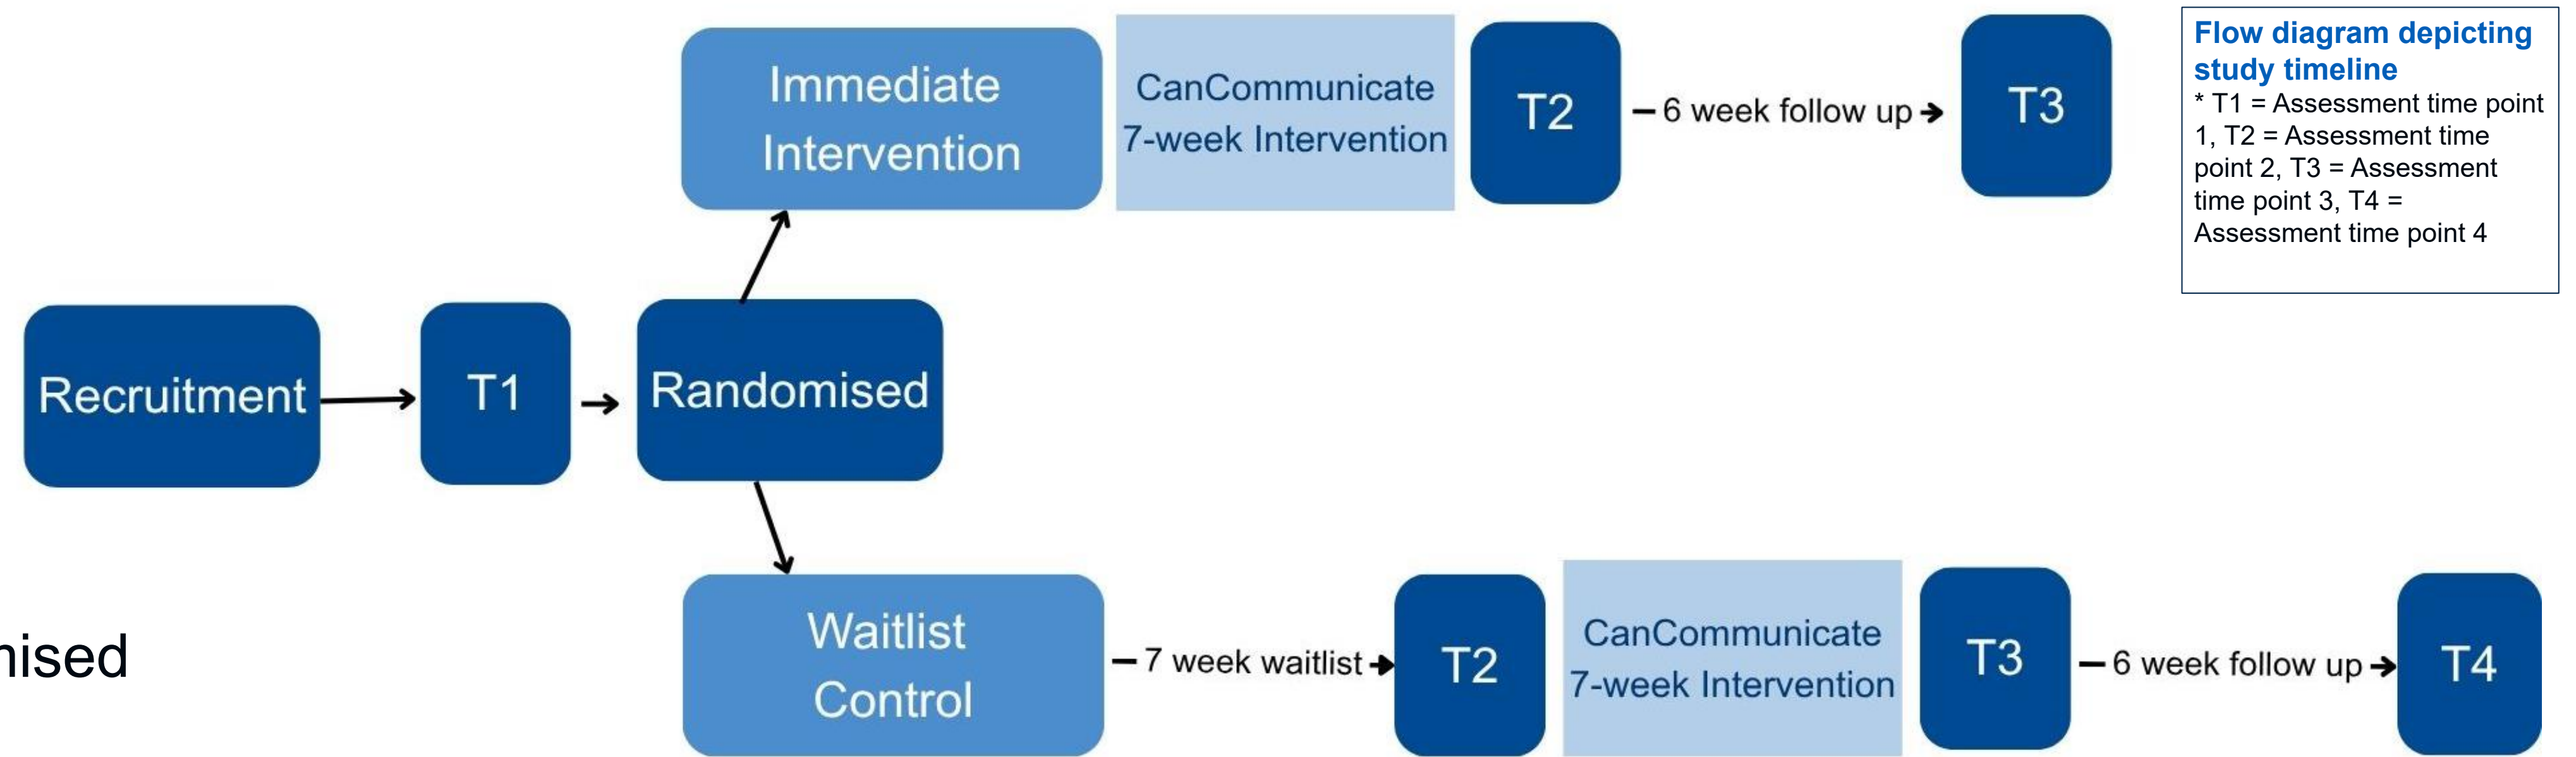 Immediate
Intervention
CanCommunicate
7-week Intervention
T2
6 week follow up
T3
Flow diagram depicting
study timeline
* T1 = Assessment time point
1, T2 = Assessment time
point 2, T3 = Assessment
time point 3, T4 =
Assessment time point 4
Recruitment
T1
Randomised
nised
Waitlist
Control
7 week waitlist
T2
CanCommunicate
7-week Intervention
T3
6 week follow up
T4